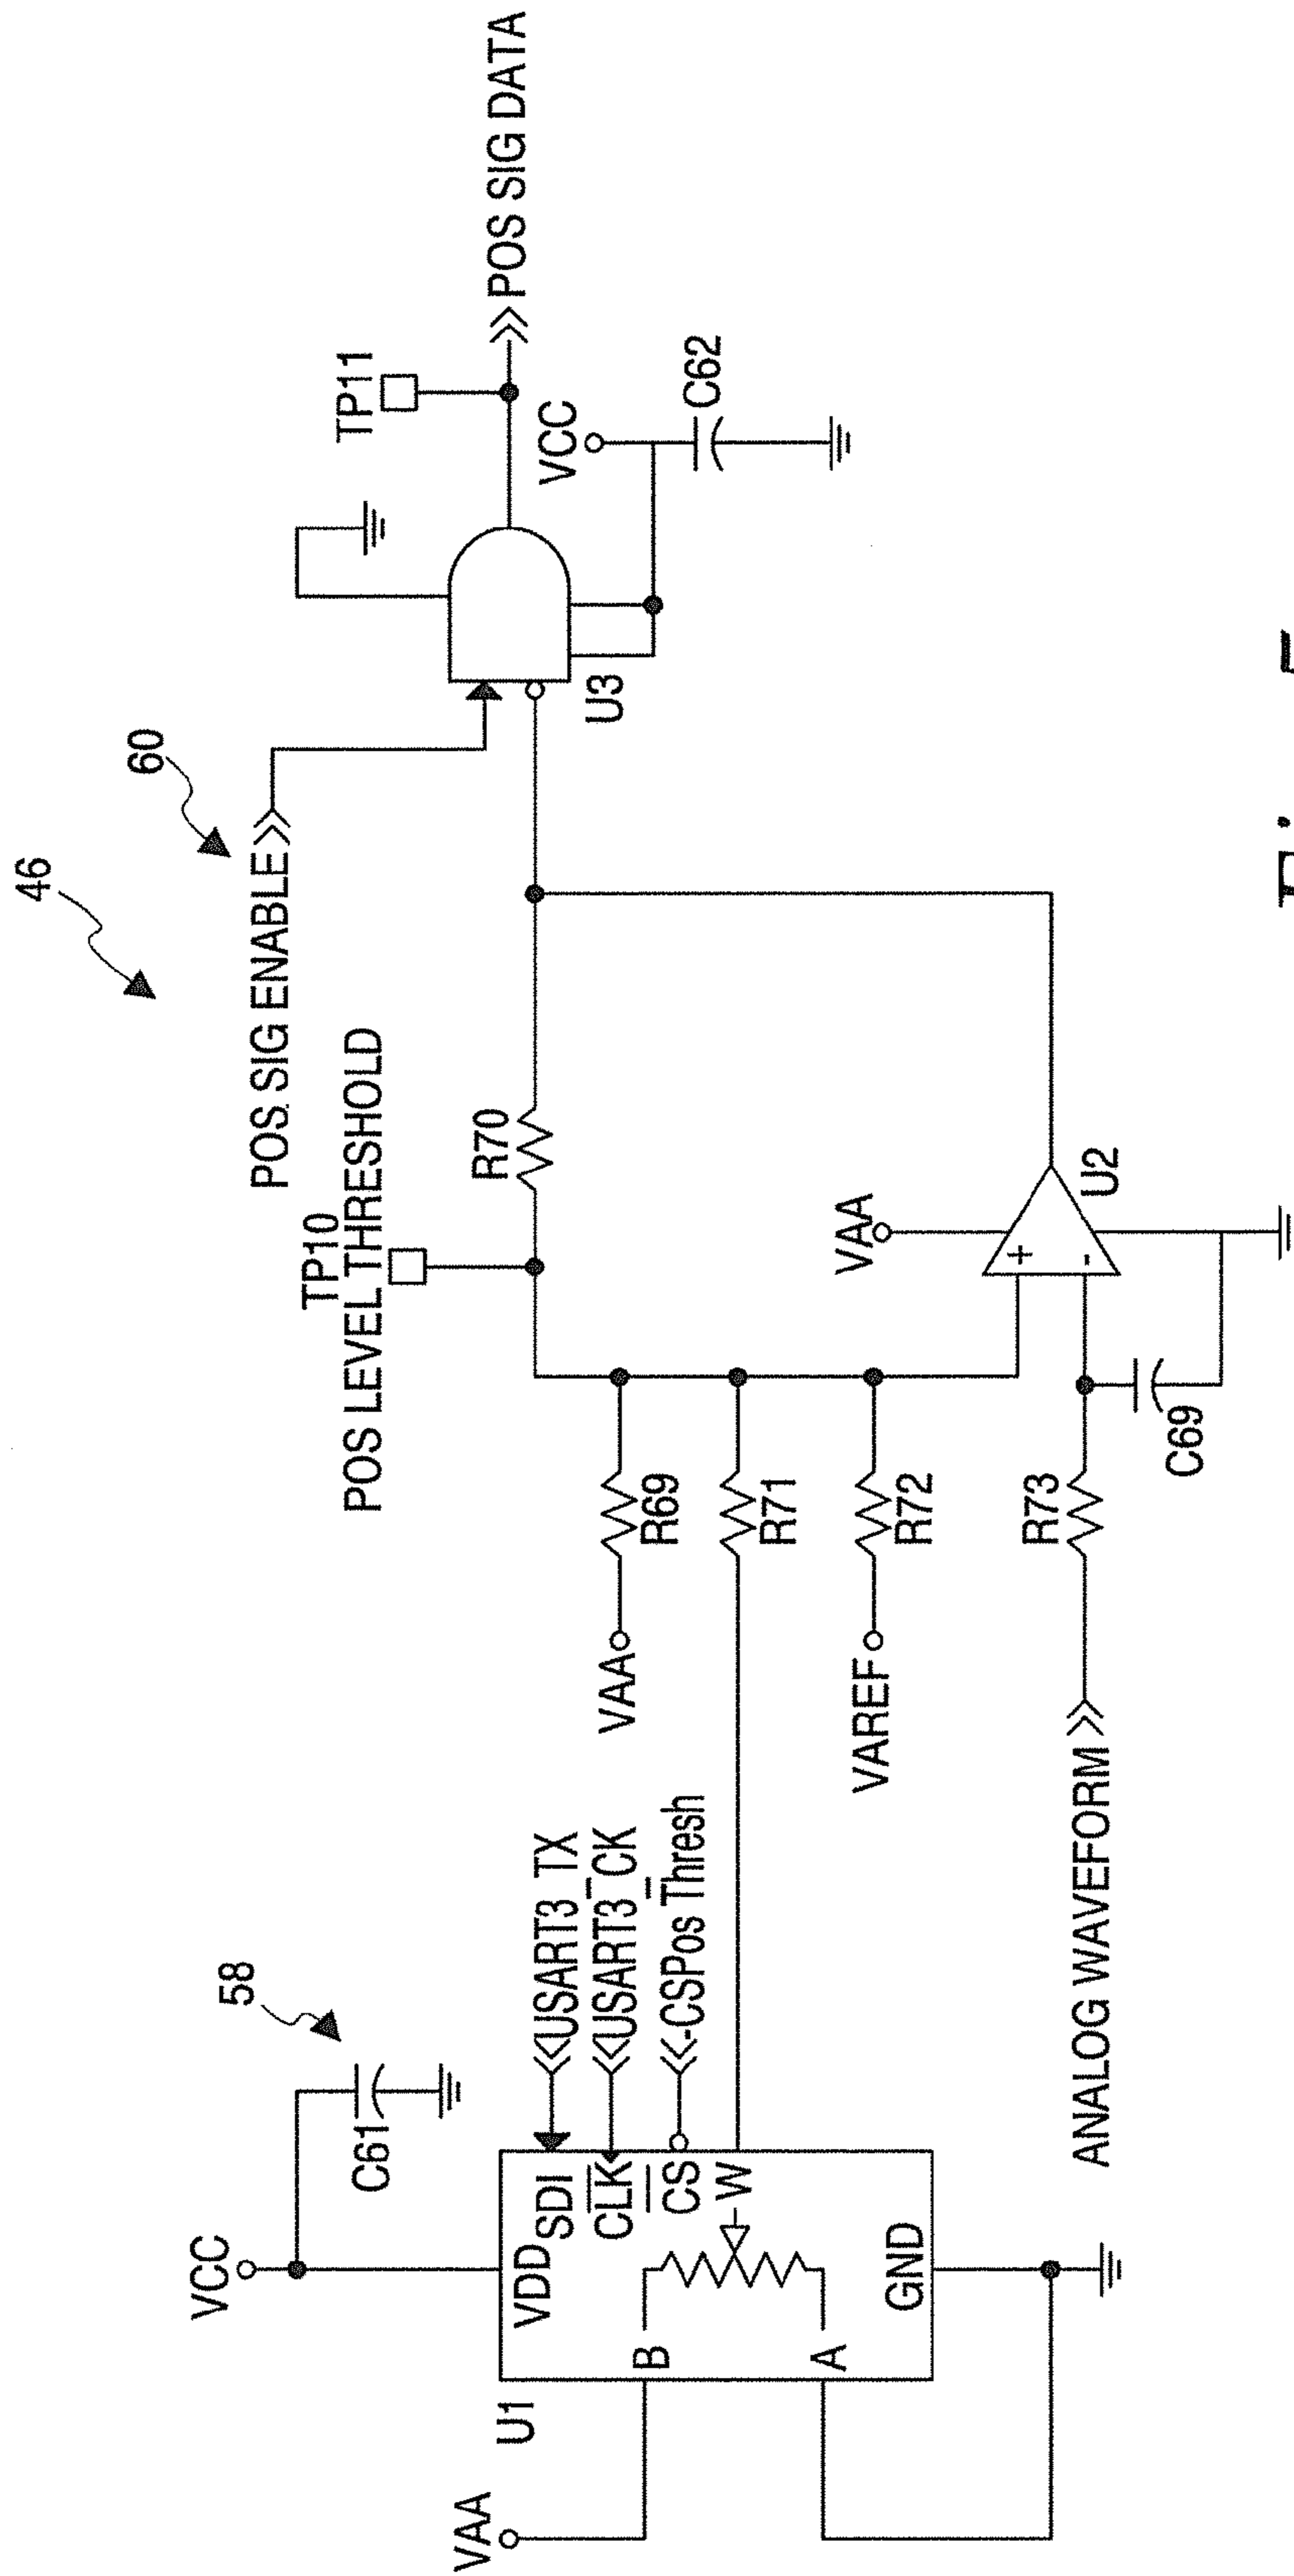 46
60
58
POS SIG ENABLE
TP11
POS SIG DATA
TP10
POS LEVEL THRESHOLD
R70
U3
VCC
C62
VCC
C61
VAA
U1
VDD
SDI
CLK
CS
W
B
A
GND
USART3_TX
USART3_CK
-CSPos_Thresh
VAA
R69
R71
VAREF
R72
ANALOG WAVEFORM
R73
C69
VAA
+
-
U2